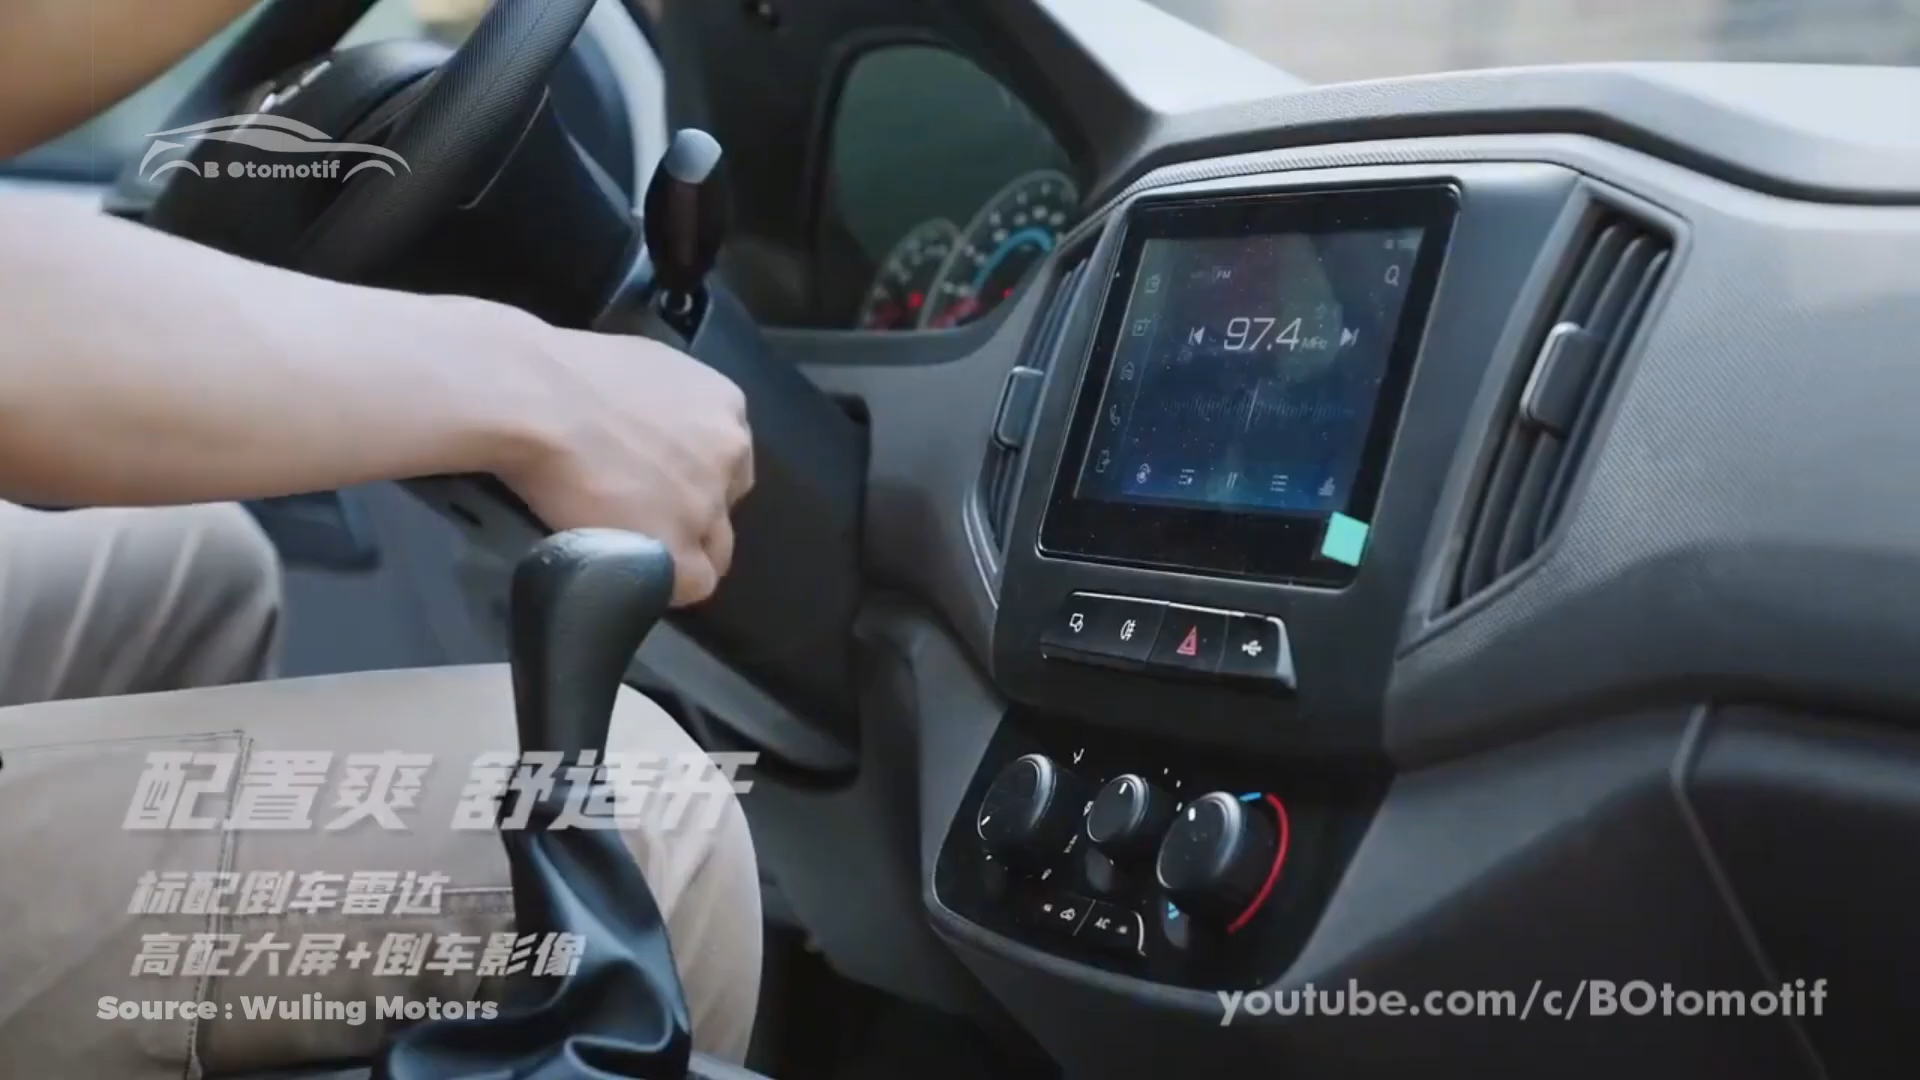 B Otomotif
FM
97.4 MHz
配置爽 舒适开
标配倒车雷达
高配大屏+倒车影像
A/C
Source : Wuling Motors
youtube.com/c/BOtomotif